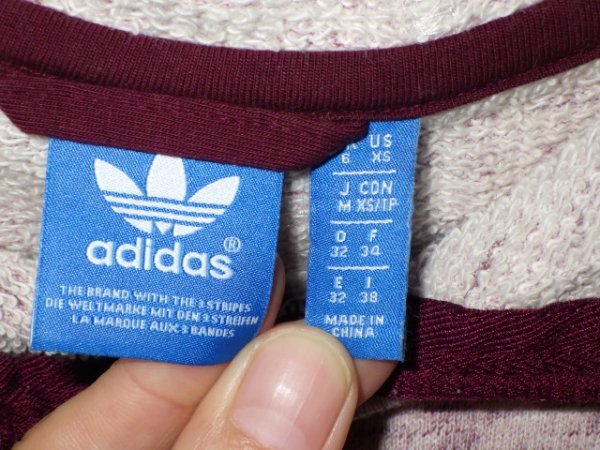 adidas®
THE BRAND WITH THE 3 STRIPES
DIE WELTMARKE MIT DEN 3 STREIFEN
LA MARQUE AUX 3 BANDES
US
6 XS
J CDN
M XS/TP
D F
32 34
E I
32 38
MADE IN
CHINA